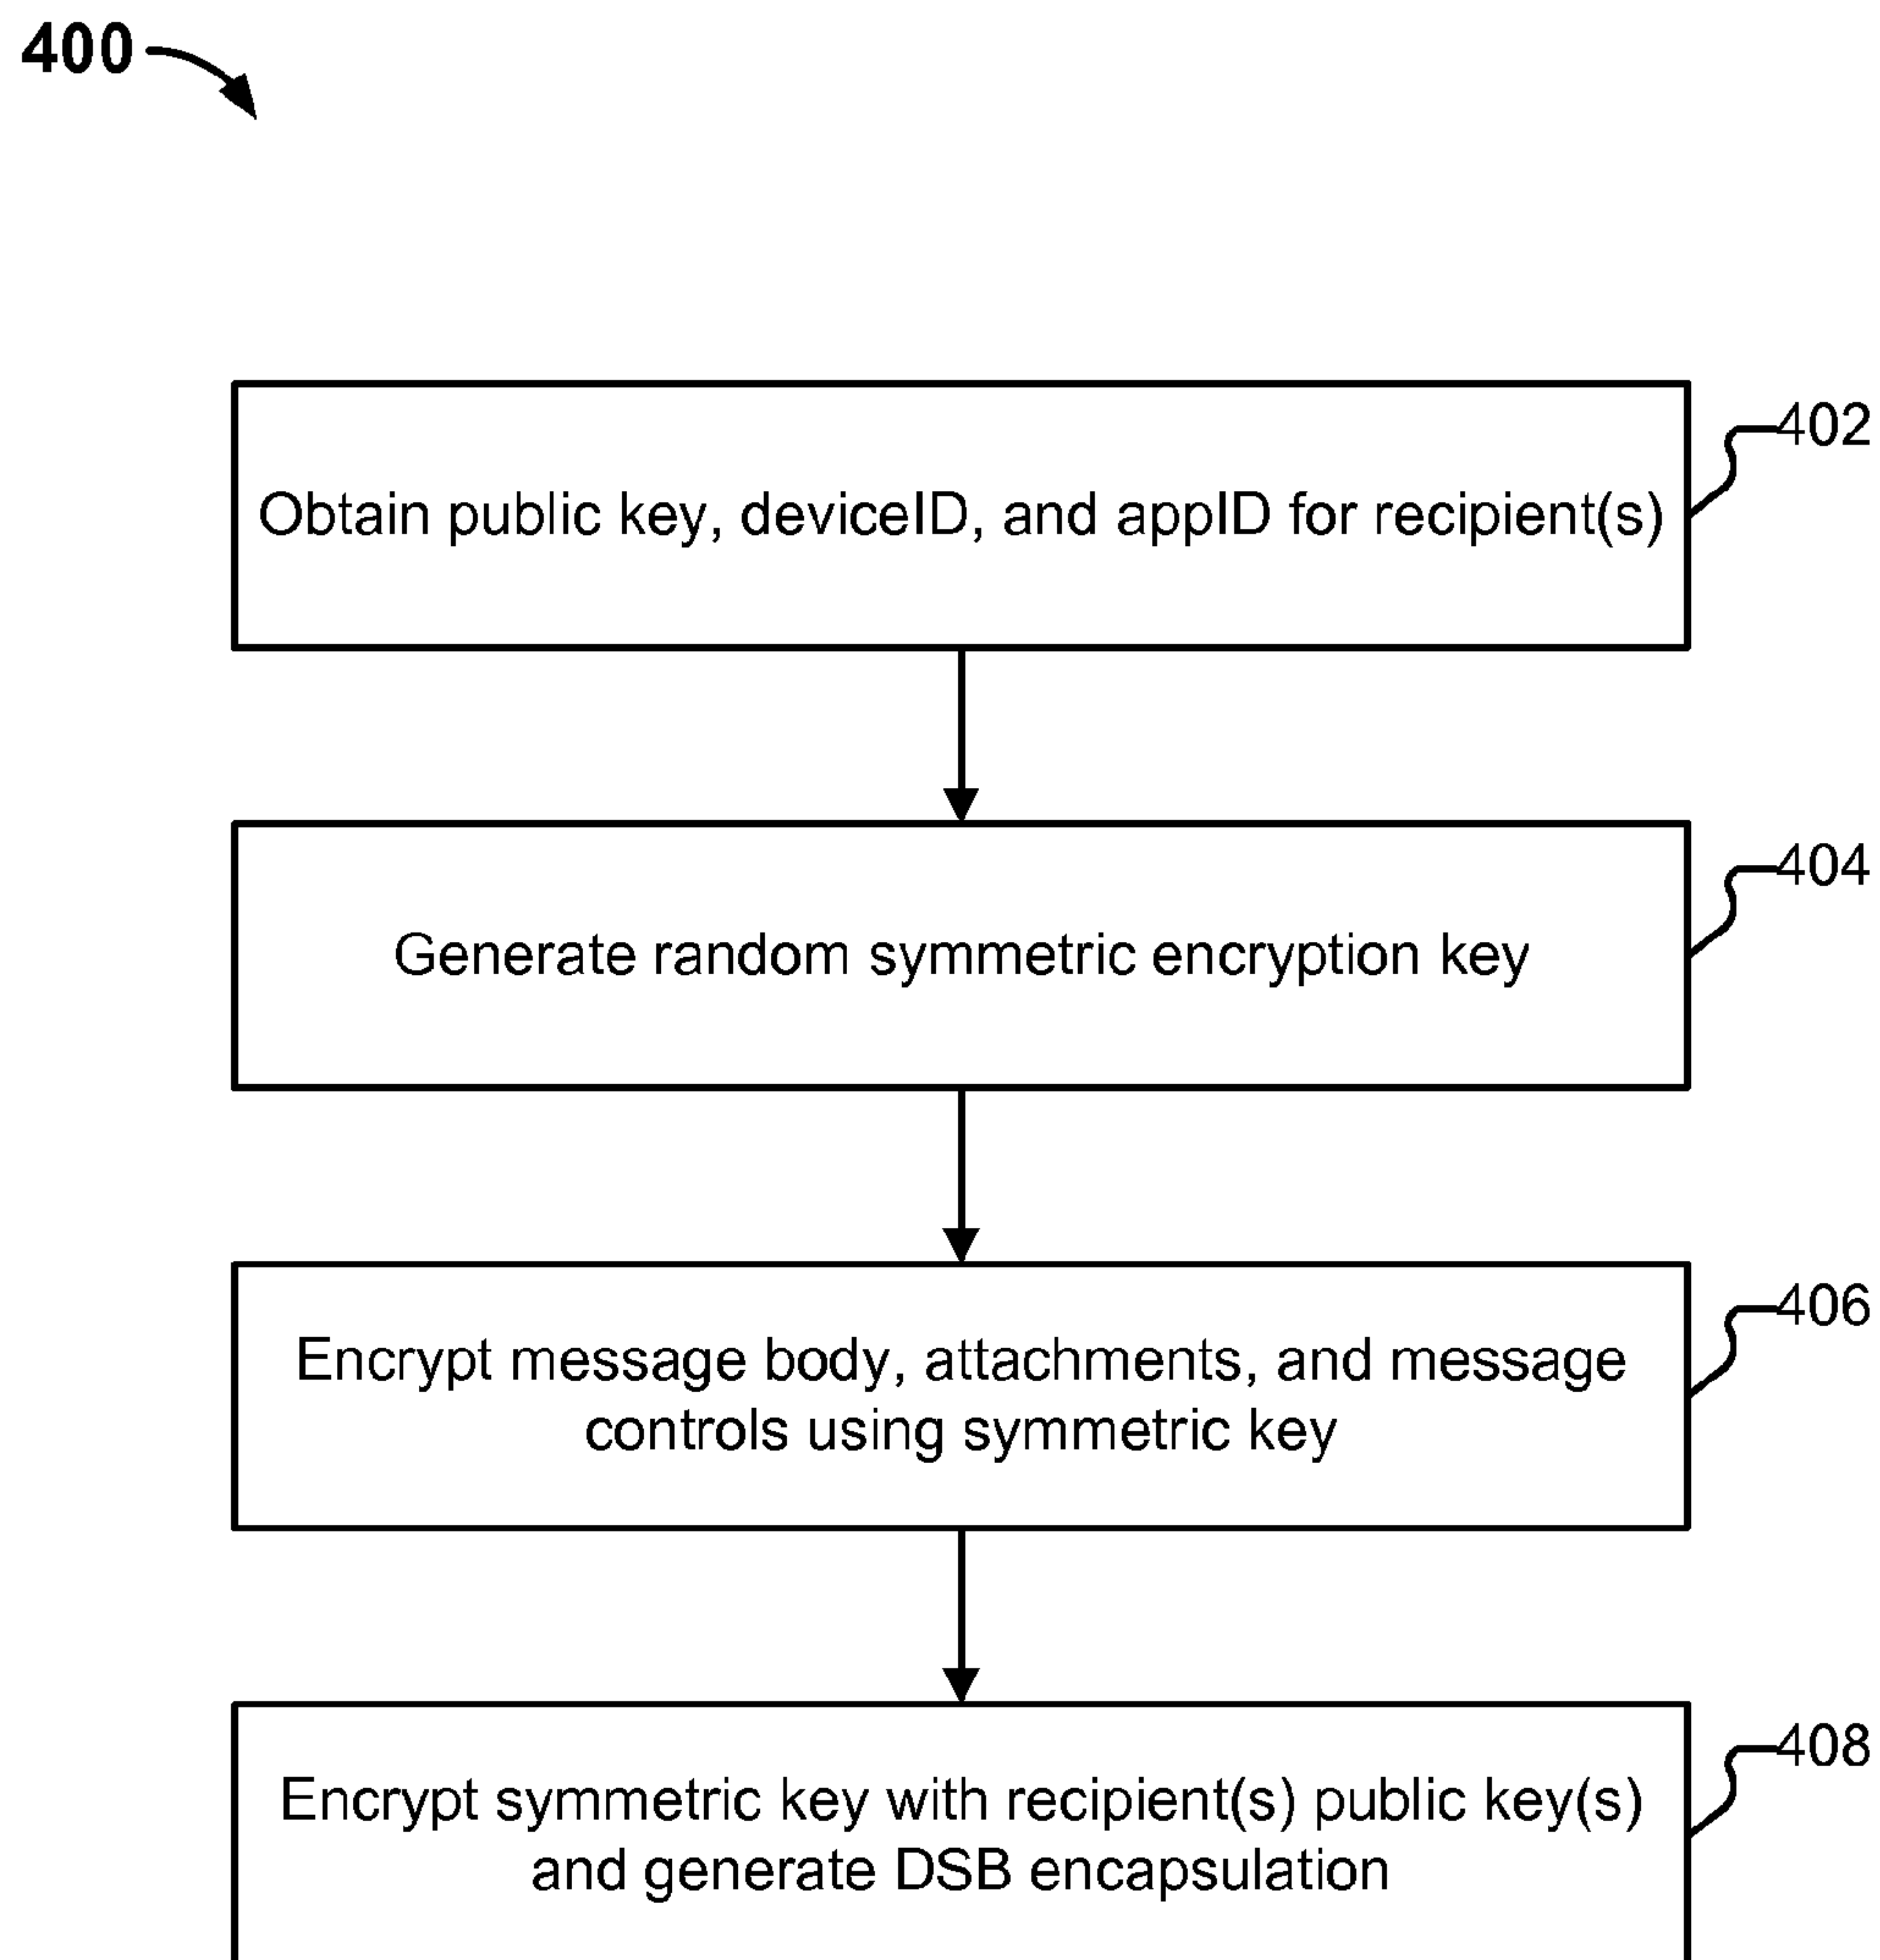 400
402
Obtain public key, deviceID, and appID for recipient(s)
404
Generate random symmetric encryption key
406
Encrypt message body, attachments, and message
controls using symmetric key
408
Encrypt symmetric key with recipient(s) public key(s)
and generate DSB encapsulation